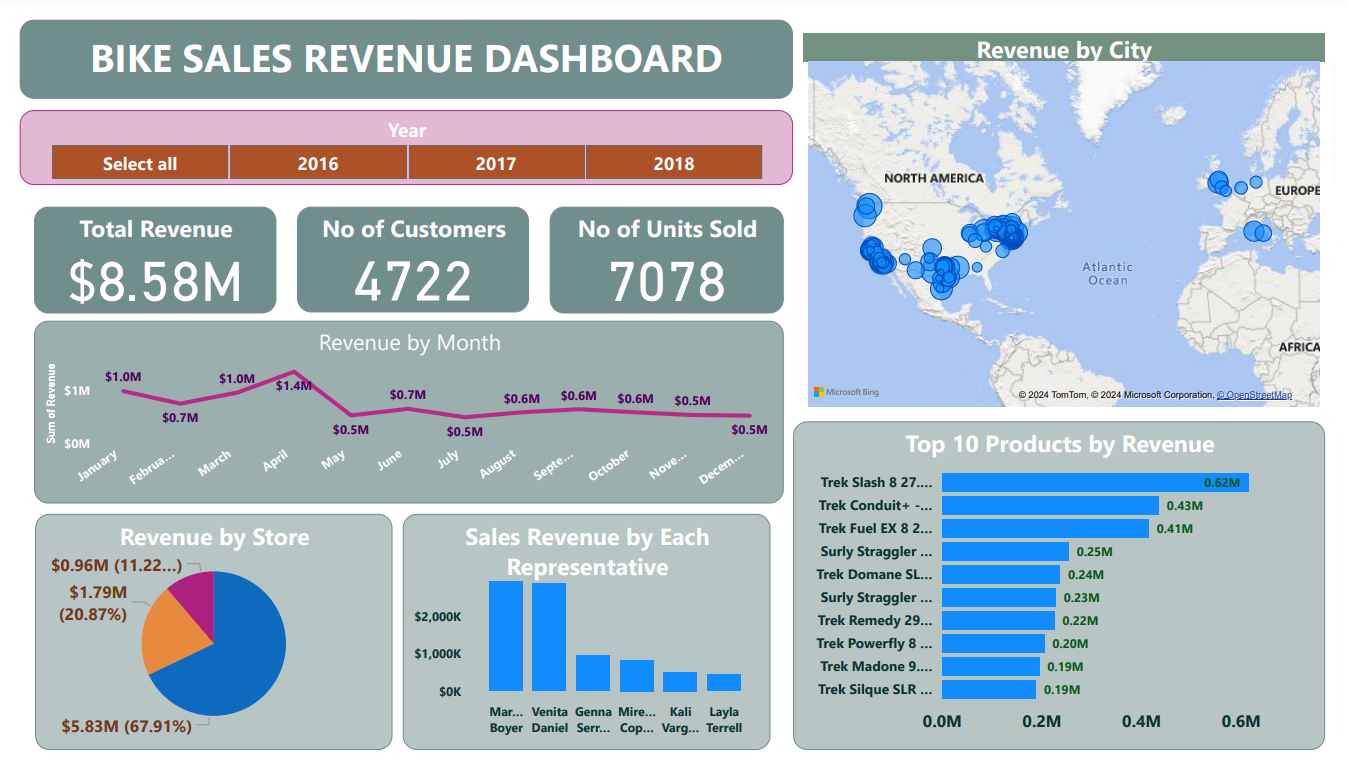 BIKE SALES REVENUE DASHBOARD
Year
Select all
2016
2017
2018
Total Revenue
$8.58M
No of Customers
4722
No of Units Sold
7078
Revenue by Month
Sum of Revenue
$1M
$0M
$1.0M
$0.7M
$1.0M
$1.4M
$0.5M
$0.7M
$0.5M
$0.6M
$0.6M
$0.6M
$0.5M
$0.5M
January
Februa...
March
April
May
June
July
August
Septe...
October
Nove...
Decem...
Revenue by Store
$0.96M (11.22...)
$1.79M
(20.87%)
$5.83M (67.91%)
Sales Revenue by Each
Representative
$2,000K
$1,000K
$0K
Mar...
Boyer
Venita
Daniel
Genna
Serr...
Mire...
Cop...
Kali
Varg...
Layla
Terrell
Revenue by City
NORTH AMERICA
EUROPE
Atlantic
Ocean
AFRICA
Microsoft Bing
© 2024 TomTom, © 2024 Microsoft Corporation, © OpenStreetMap
Top 10 Products by Revenue
Trek Slash 8 27.... 0.62M
Trek Conduit+ -... 0.43M
Trek Fuel EX 8 2... 0.41M
Surly Straggler ... 0.25M
Trek Domane SL... 0.24M
Surly Straggler ... 0.23M
Trek Remedy 29... 0.22M
Trek Powerfly 8 ... 0.20M
Trek Madone 9.... 0.19M
Trek Silque SLR ... 0.19M
0.0M 0.2M 0.4M 0.6M